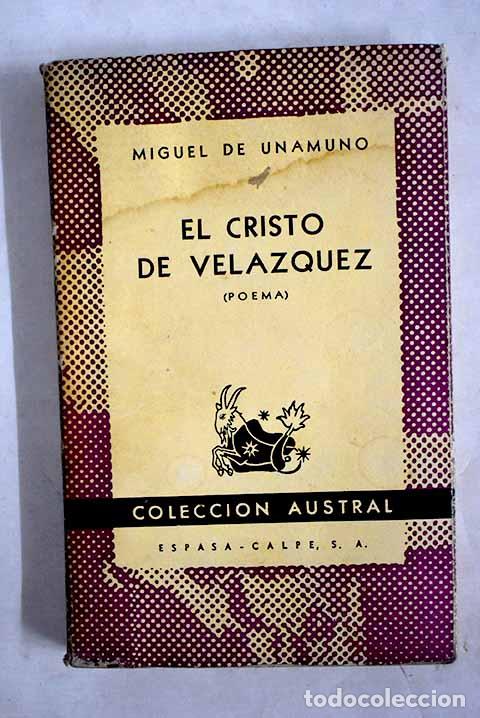 MIGUEL DE UNAMUNO
EL CRISTO
DE VELAZQUEZ
(POEMA)
COLECCION AUSTRAL
ESPASA-CALPE, S. A.
todocoleccion